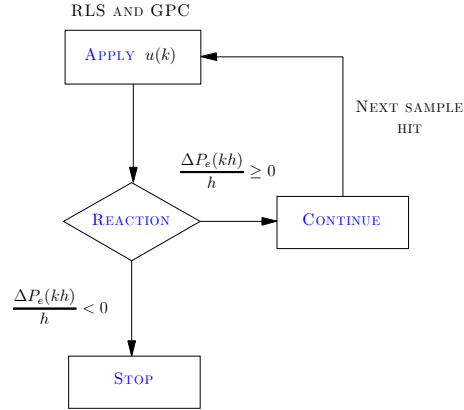 RLS AND GPC
APPLY u(k)
NEXT SAMPLE
HIT
ΔP_e(kh)/h ≥ 0
REACTION
CONTINUE
ΔP_e(kh)/h < 0
STOP